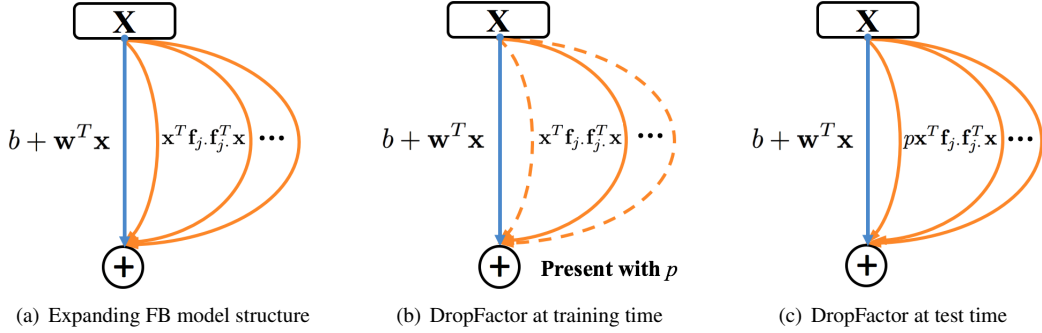 X
b + w^T x
x^T f_j. f_j.^T x
•••
+
(a) Expanding FB model structure
X
b + w^T x
x^T f_j. f_j.^T x
•••
+
Present with p
(b) DropFactor at training time
X
b + w^T x
px^T f_j. f_j.^T x
•••
+
(c) DropFactor at test time